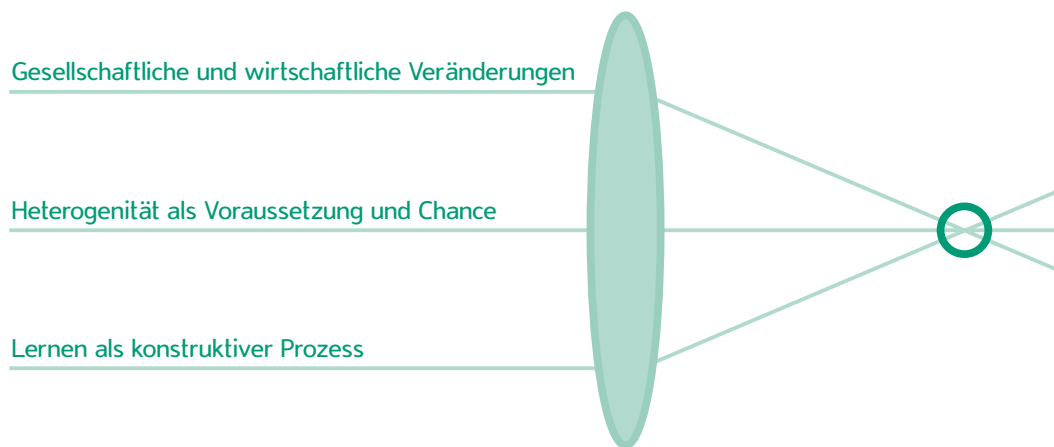 Gesellschaftliche und wirtschaftliche Veränderungen
Heterogenität als Voraussetzung und Chance
Lernen als konstruktiver Prozess